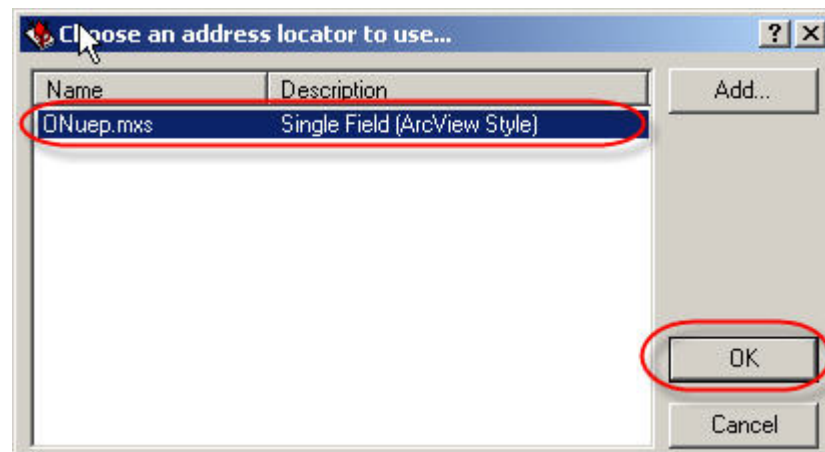 Choose an address locator to use...
Name Description Add...
ONuep.mxs Single Field (ArcView Style)
OK
Cancel